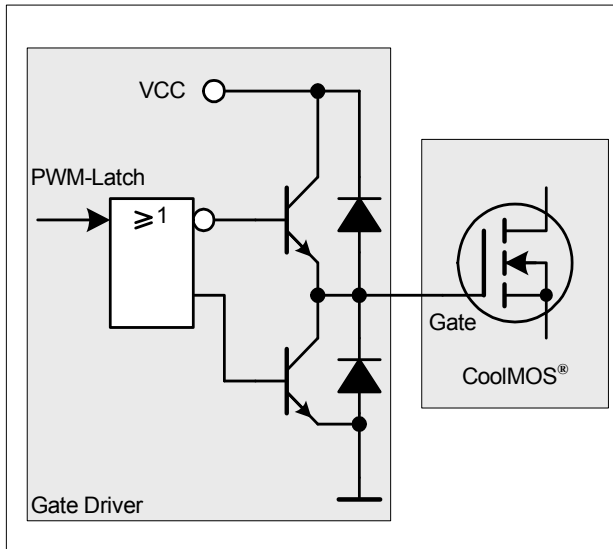 VCC
PWM-Latch
≥1
Gate
CoolMOS®
Gate Driver